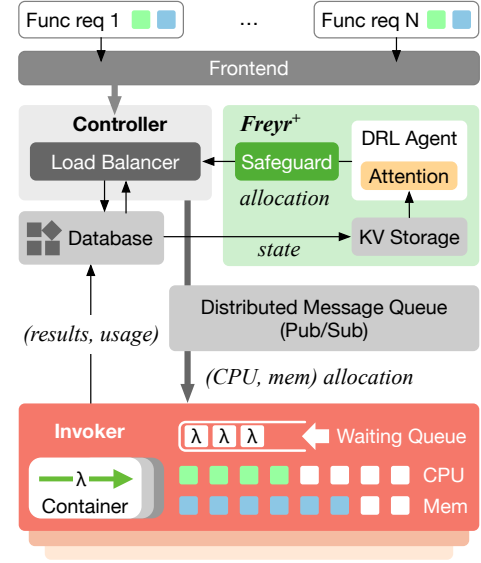 Func req 1
...
Func req N
Frontend
Controller
Freyr+
DRL Agent
Load Balancer
Safeguard
Attention
allocation
Database
state
KV Storage
Distributed Message Queue
(Pub/Sub)
(results, usage)
(CPU, mem) allocation
Invoker
λ λ λ
Waiting Queue
λ
Container
CPU
Mem